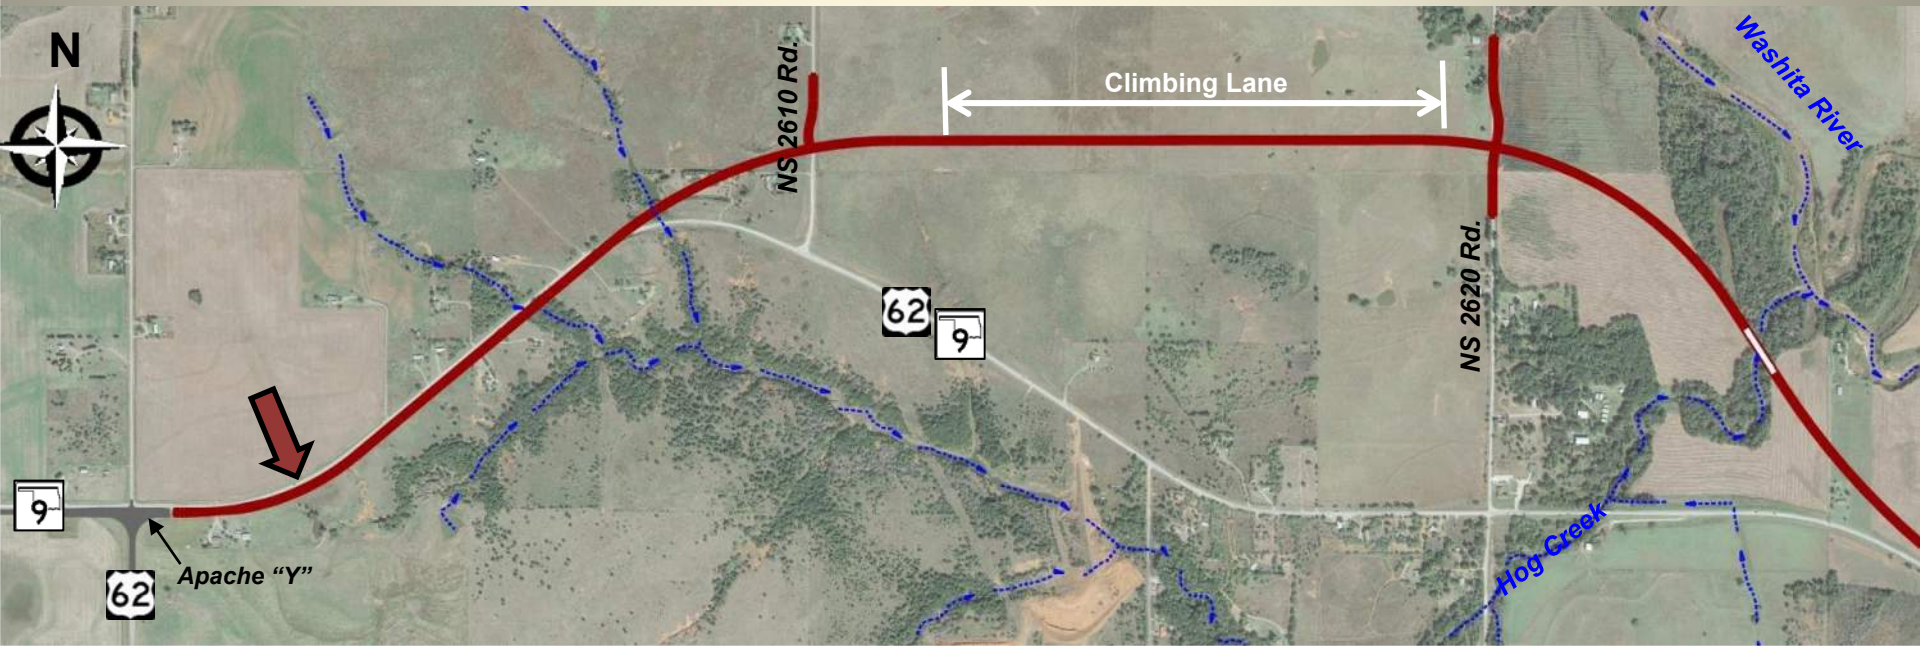 N
NS 2610 Rd.
Climbing Lane
Washita River
62
9
NS 2620 Rd.
9
Apache “Y”
62
Hog Creek